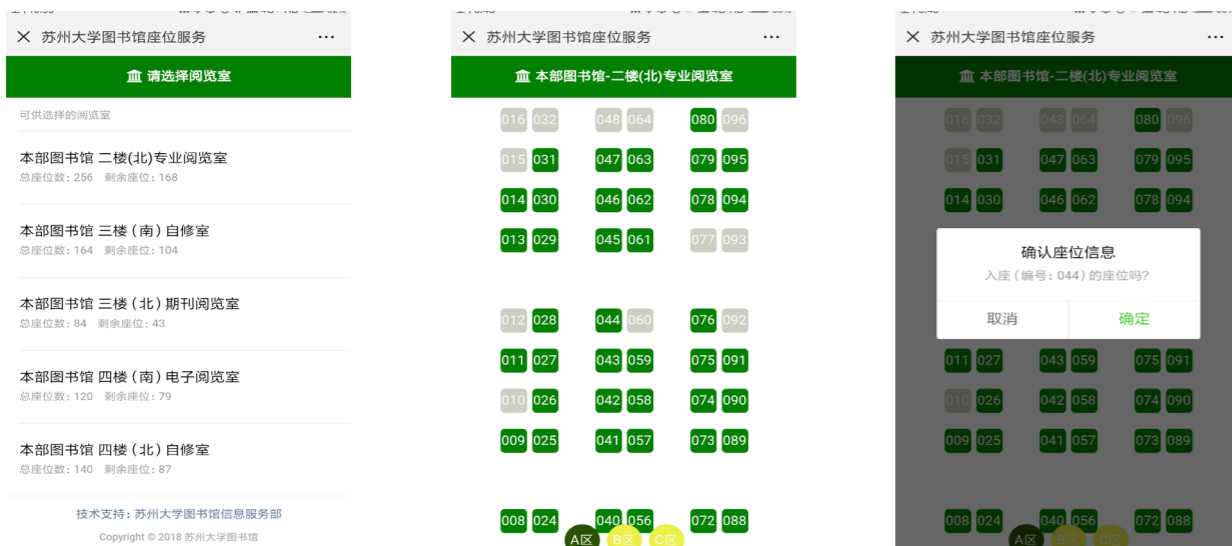 苏州大学图书馆座位服务
请选择阅览室
可供选择的阅览室
本部图书馆 二楼(北)专业阅览室
总座位数: 256 剩余座位: 168
本部图书馆 三楼 (南) 自修室
总座位数: 164 剩余座位: 104
本部图书馆 三楼 (北) 期刊阅览室
总座位数: 84 剩余座位: 43
本部图书馆 四楼 (南) 电子阅览室
总座位数: 120 剩余座位: 79
本部图书馆 四楼 (北) 自修室
总座位数: 140 剩余座位: 87
技术支持: 苏州大学图书馆信息服务部
Copyright © 2018 苏州大学图书馆
苏州大学图书馆座位服务
本部图书馆-二楼(北)专业阅览室
016 032 048 064 080 096
015 031 047 063 079 095
014 030 046 062 078 094
013 029 045 061 077 093
012 028 044 060 076 092
011 027 043 059 075 091
010 026 042 058 074 090
009 025 041 057 073 089
008 024 040 056 072 088
A区 B区 C区
苏州大学图书馆座位服务
本部图书馆-二楼(北)专业阅览室
016 032 048 064 080 096
015 031 047 063 079 095
014 030 046 062 078 094
确认座位信息
入座 (编号: 044) 的座位吗?
取消 确定
011 027 043 059 075 091
010 026 042 058 074 090
009 025 041 057 073 089
008 024 040 056 072 088
A区 B区 C区